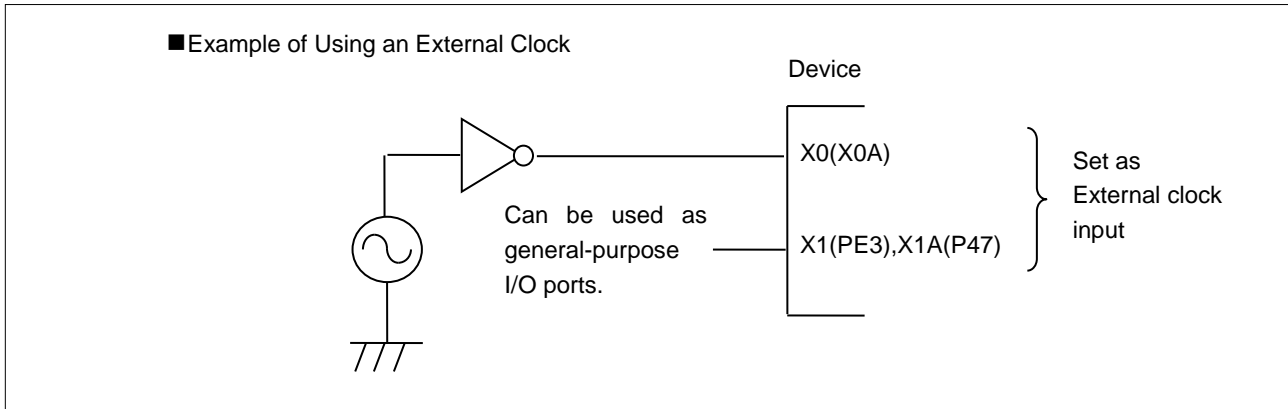 ■Example of Using an External Clock
Device
X0(X0A)
Can be used as
general-purpose
I/O ports.
X1(PE3),X1A(P47)
Set as
External clock
input